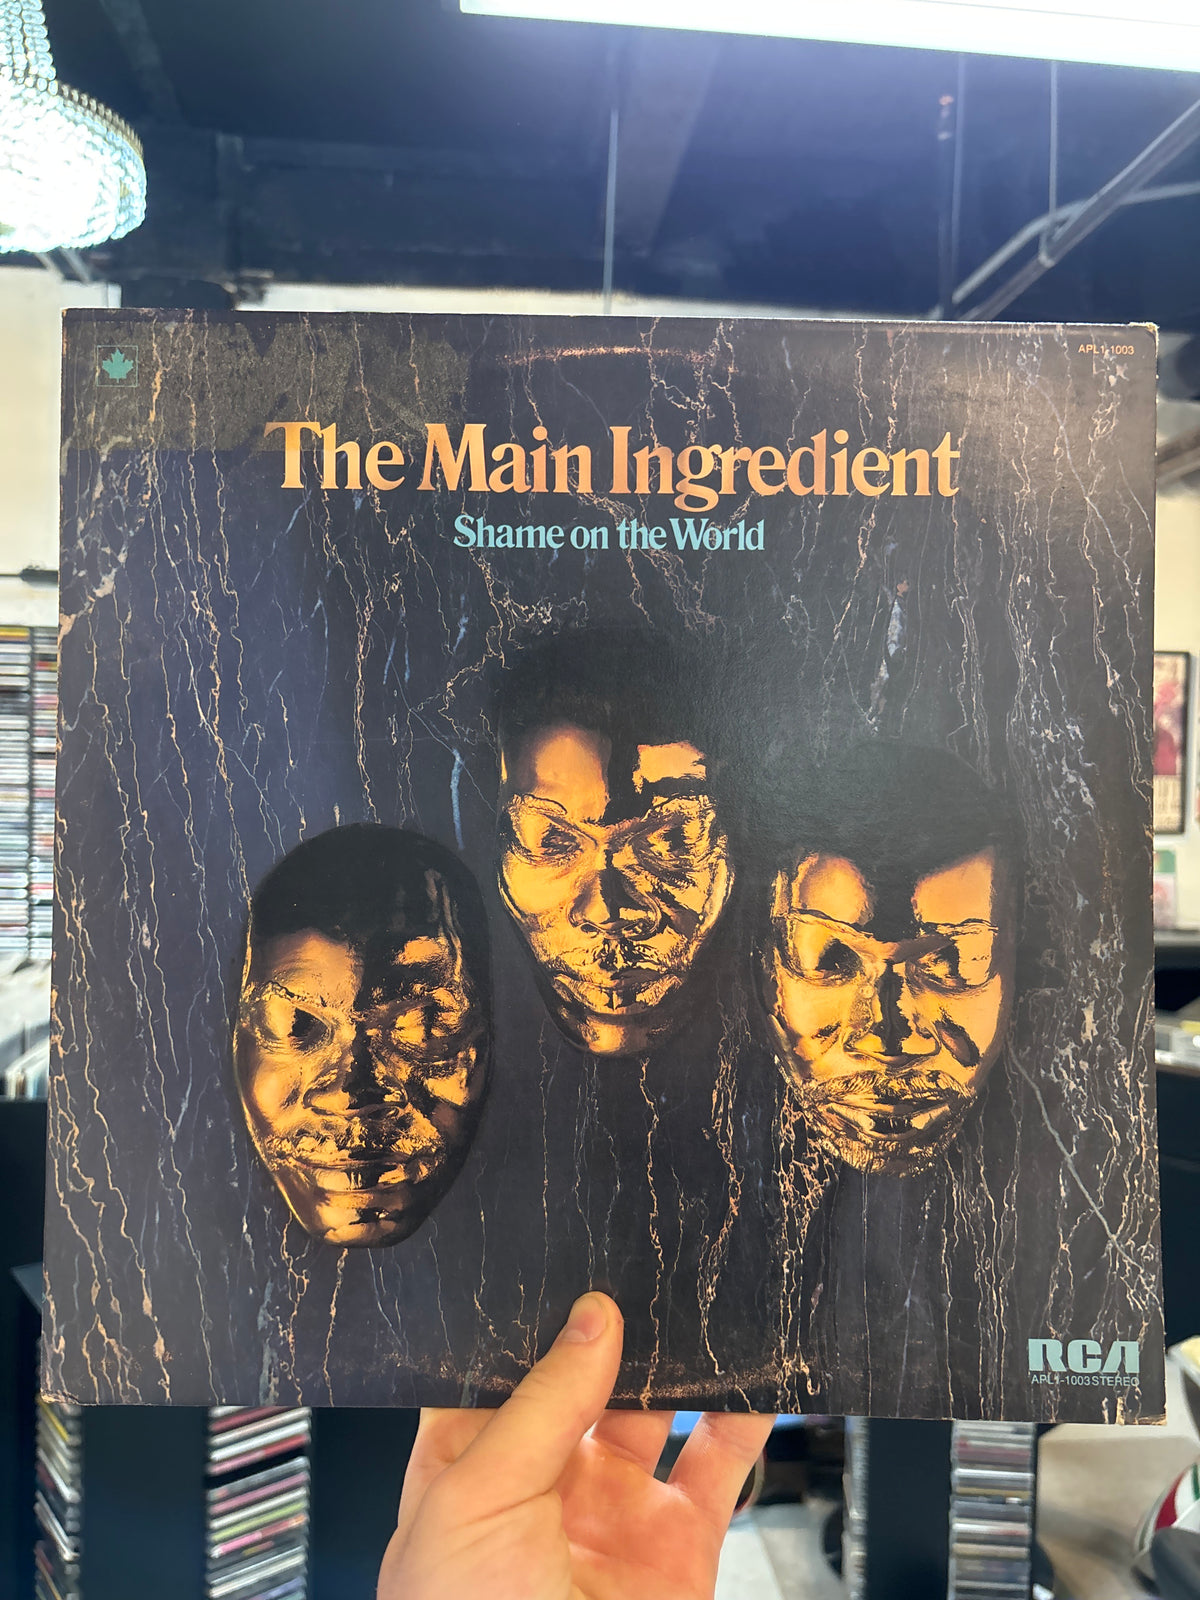 APL1-1003
The Main Ingredient
Shame on the World
RCA
APL1-1003 STEREO